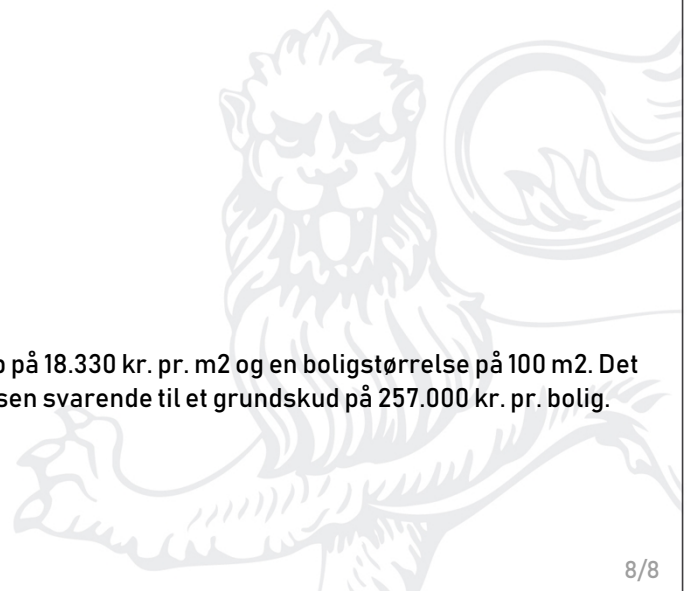 på 18.330 kr. pr. m2 og en boligstørrelse på 100 m2. Det
svarende til et grundskud på 257.000 kr. pr. bolig.
8/8